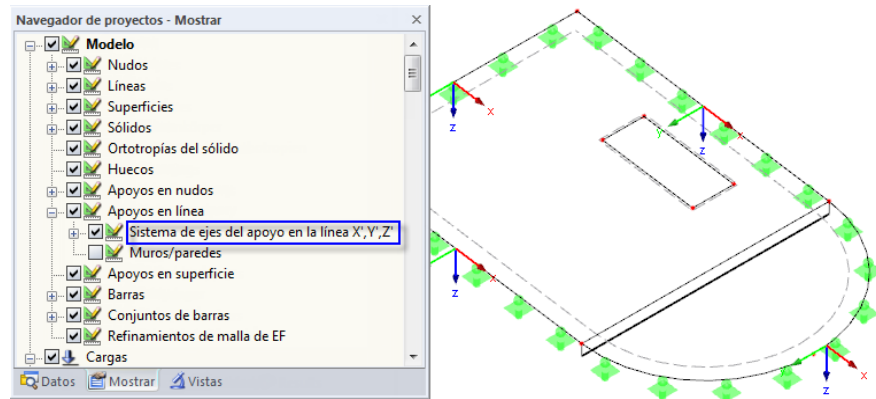 Navegador de proyectos - Mostrar
Modelo
Nudos
Líneas
Superficies
Sólidos
Ortotropías del sólido
Huecos
Apoyos en nudos
Apoyos en línea
Sistema de ejes del apoyo en la línea X',Y',Z'
Muros/paredes
Apoyos en superficie
Barras
Conjuntos de barras
Refinamientos de malla de EF
Cargas
Datos Mostrar Vistas
x
z
Y
x
z
x
z
x
z